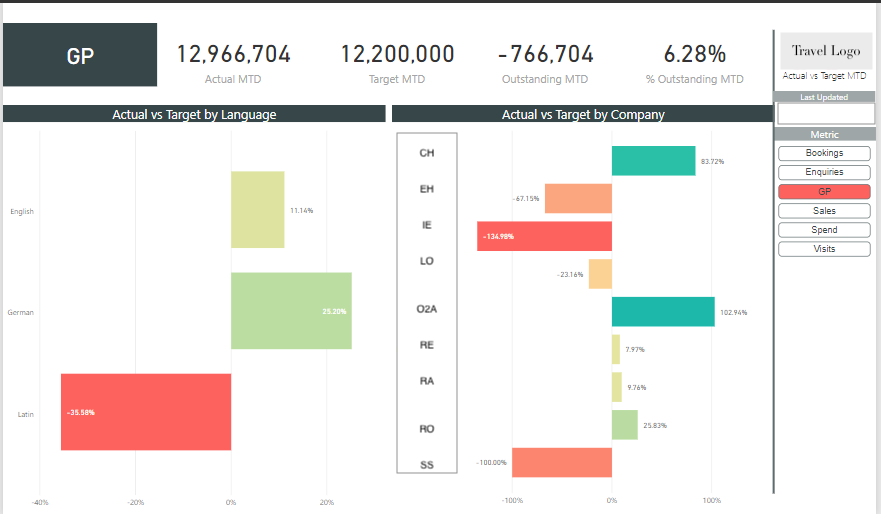 GP
12,966,704
Actual MTD
12,200,000
Target MTD
-766,704
Outstanding MTD
6.28%
% Outstanding MTD
Travel Logo
Actual vs Target MTD
Last Updated
Metric
Bookings
Enquiries
GP
Sales
Spend
Visits
Actual vs Target by Language
English
11.14%
German
25.20%
Latin
-35.58%
-40%
-20%
0%
20%
Actual vs Target by Company
CH
83.72%
EH
-67.15%
IE
-134.98%
LO
-23.16%
O2A
102.94%
RE
7.97%
RA
9.76%
RO
25.83%
SS
-100.00%
-100%
0%
100%